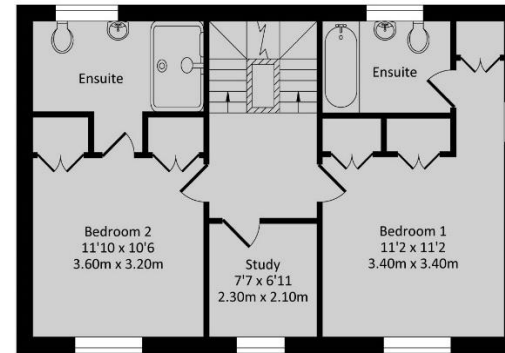 Ensuite
Ensuite
Bedroom 2
11'10 x 10'6
3.60m x 3.20m
Study
7'7 x 6'11
2.30m x 2.10m
Bedroom 1
11'2 x 11'2
3.40m x 3.40m